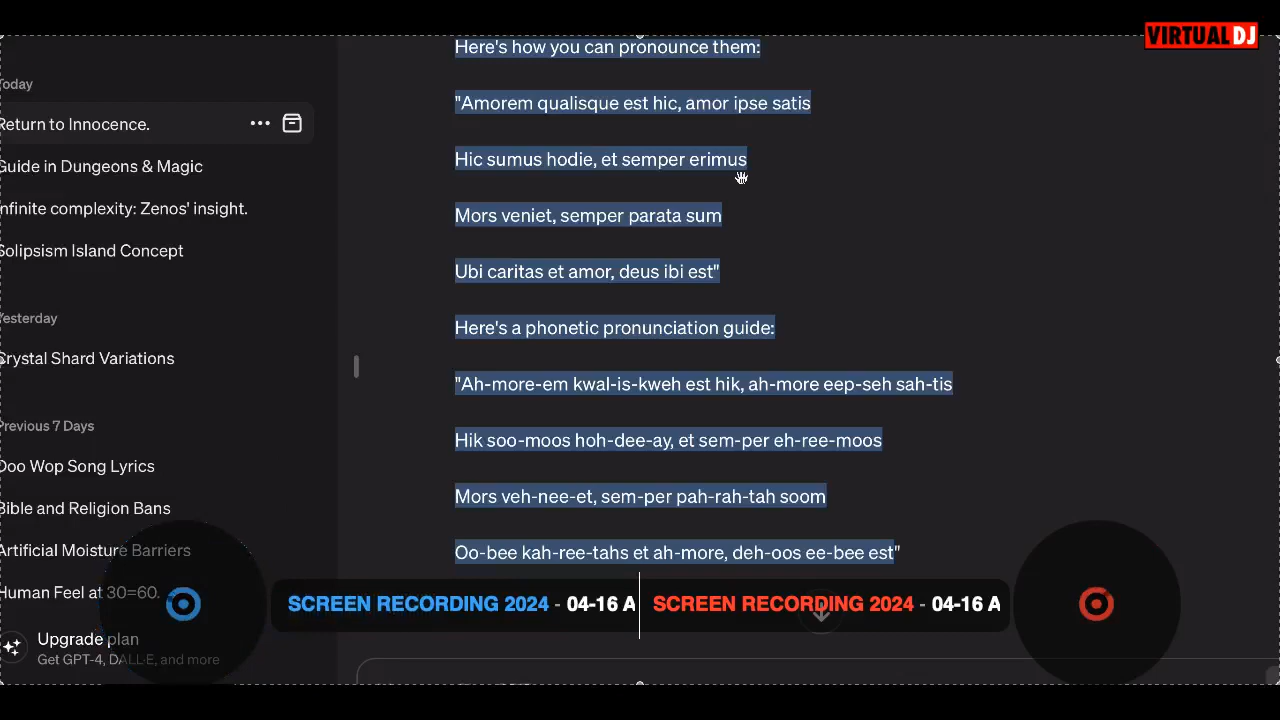 VIRTUAL DJ
Today
Return to Innocence.
Guide in Dungeons & Magic
Infinite complexity: Zenos' insight.
Solipsism Island Concept
Yesterday
Crystal Shard Variations
Previous 7 Days
Doo Wop Song Lyrics
Bible and Religion Bans
Artificial Moisture Barriers
Human Feel at 30=60.
Upgrade plan
Get GPT-4, DALL·E, and more
Here's how you can pronounce them:
"Amorem qualisque est hic, amor ipse satis
Hic sumus hodie, et semper erimus
Mors veniet, semper parata sum
Ubi caritas et amor, deus ibi est"
Here's a phonetic pronunciation guide:
"Ah-more-em kwal-is-kweh est hik, ah-more eep-seh sah-tis
Hik soo-moos hoh-dee-ay, et sem-per eh-ree-moos
Mors veh-nee-et, sem-per pah-rah-tah soom
Oo-bee kah-ree-tahs et ah-more, deh-oos ee-bee est"
SCREEN RECORDING 2024 - 04-16 A
SCREEN RECORDING 2024 - 04-16 A